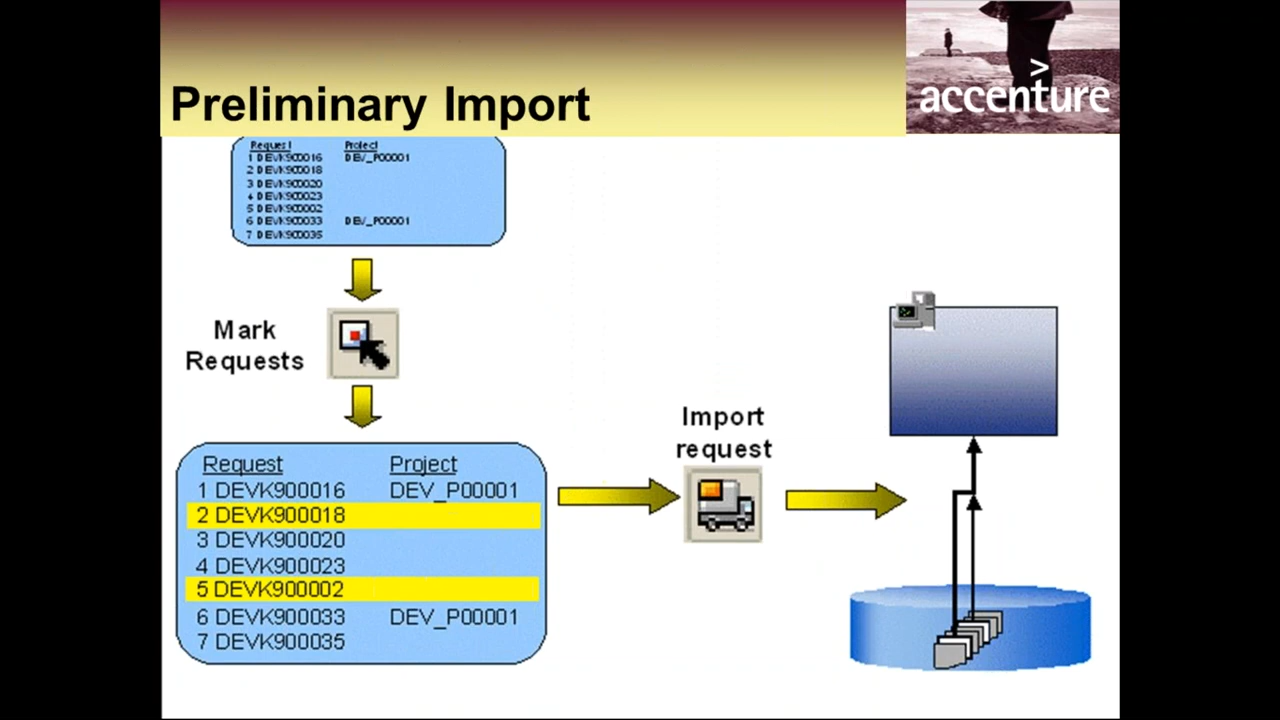 Preliminary Import
>
accenture
Request Project
1 DEVK900016 DEV_P00001
2 DEVK900018
3 DEVK900020
4 DEVK900023
5 DEVK900002
6 DEVK900033 DEV_P00001
7 DEVK900035
Mark
Requests
Import
request
Request Project
1 DEVK900016 DEV_P00001
2 DEVK900018
3 DEVK900020
4 DEVK900023
5 DEVK900002
6 DEVK900033 DEV_P00001
7 DEVK900035